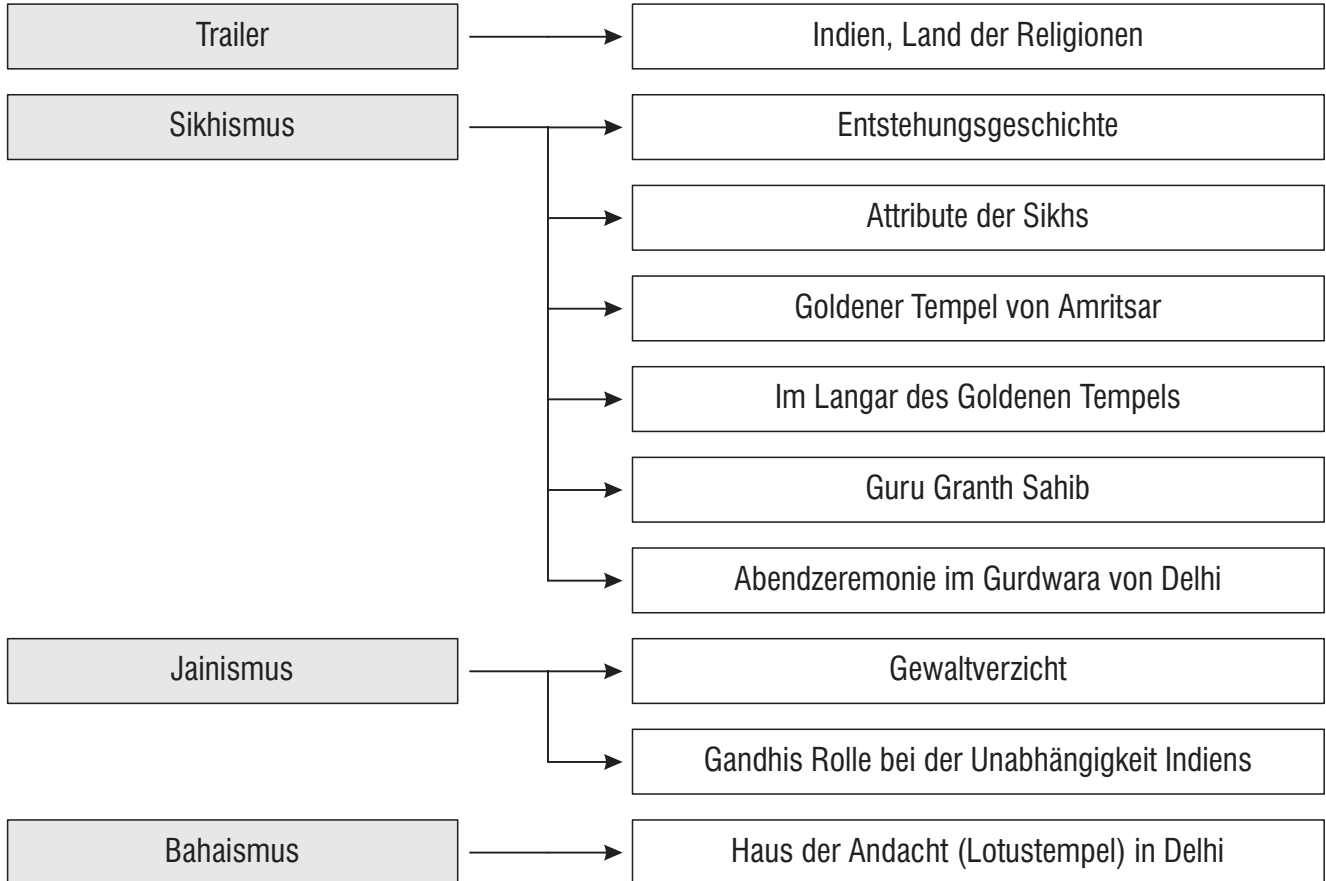 Trailer
Indien, Land der Religionen
Sikhismus
Entstehungsgeschichte
Attribute der Sikhs
Goldener Tempel von Amritsar
Im Langar des Goldenen Tempels
Guru Granth Sahib
Abendzeremonie im Gurdwara von Delhi
Jainismus
Gewaltverzicht
Gandhis Rolle bei der Unabhängigkeit Indiens
Bahaismus
Haus der Andacht (Lotustempel) in Delhi